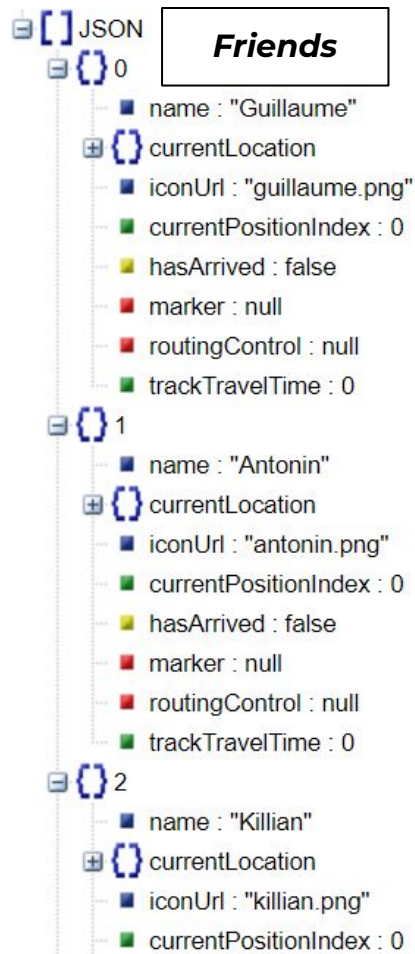 JSON
Friends
0
name : "Guillaume"
currentLocation
iconUrl : "guillaume.png"
currentPositionIndex : 0
hasArrived : false
marker : null
routingControl : null
trackTravelTime : 0
1
name : "Antonin"
currentLocation
iconUrl : "antonin.png"
currentPositionIndex : 0
hasArrived : false
marker : null
routingControl : null
trackTravelTime : 0
2
name : "Killian"
currentLocation
iconUrl : "killian.png"
currentPositionIndex : 0